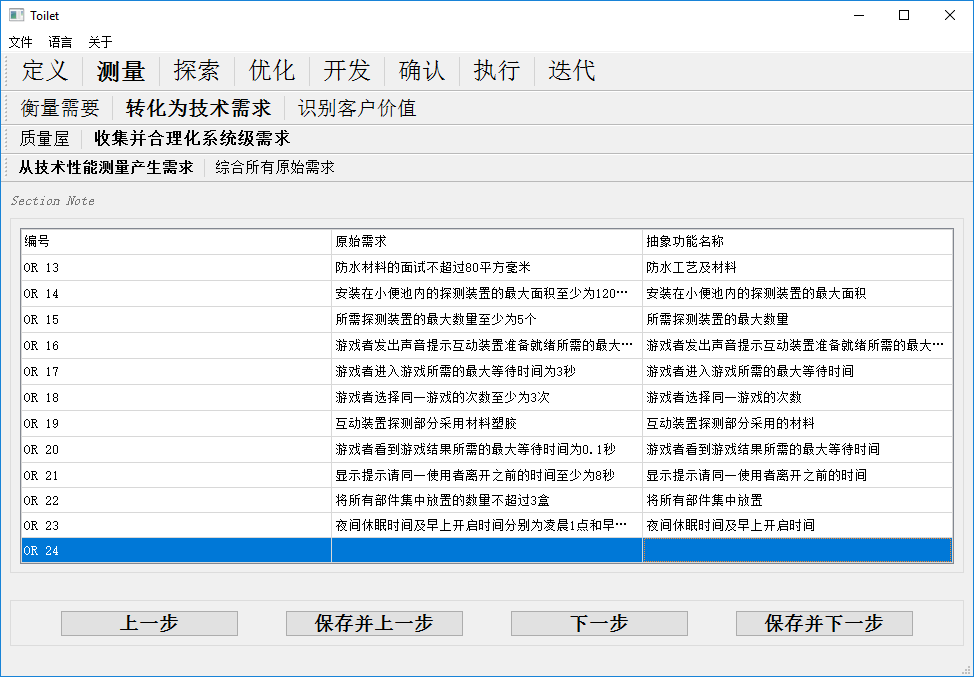 Toilet
文件 语言 关于
定义 测量 探索 优化 开发 确认 执行 迭代
衡量需要 转化为技术需求 识别客户价值
质量屋 收集并合理化系统级需求
从技术性能测量产生需求 综合所有原始需求
Section Note
编号 原始需求 抽象功能名称
OR 13 防水材料的面试不超过80平方毫米 防水工艺及材料
OR 14 安装在小便池内的探测装置的最大面积至少为120… 安装在小便池内的探测装置的最大面积
OR 15 所需探测装置的最大数量至少为5个 所需探测装置的最大数量
OR 16 游戏者发出声音提示互动装置准备就绪所需的最大… 游戏者发出声音提示互动装置准备就绪所需的最大…
OR 17 游戏者进入游戏所需的最大等待时间为3秒 游戏者进入游戏所需的最大等待时间
OR 18 游戏者选择同一游戏的次数至少为3次 游戏者选择同一游戏的次数
OR 19 互动装置探测部分采用材料塑胶 互动装置探测部分采用的材料
OR 20 游戏者看到游戏结果所需的最大等待时间为0.1秒 游戏者看到游戏结果所需的最大等待时间
OR 21 显示提示请同一使用者离开之前的时间至少为8秒 显示提示请同一使用者离开之前的时间
OR 22 将所有部件集中放置的数量不超过3盒 将所有部件集中放置
OR 23 夜间休眠时间及早上开启时间分别为凌晨1点和早… 夜间休眠时间及早上开启时间
OR 24
上一步 保存并上一步 下一步 保存并下一步